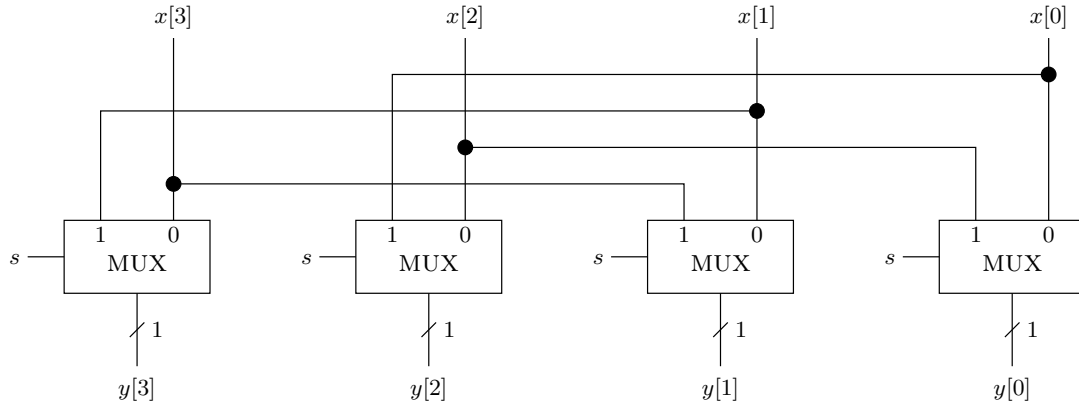 x[3] x[2] x[1] x[0]
1 0 1 0 1 0 1 0
s MUX s MUX s MUX s MUX
1 1 1 1
y[3] y[2] y[1] y[0]